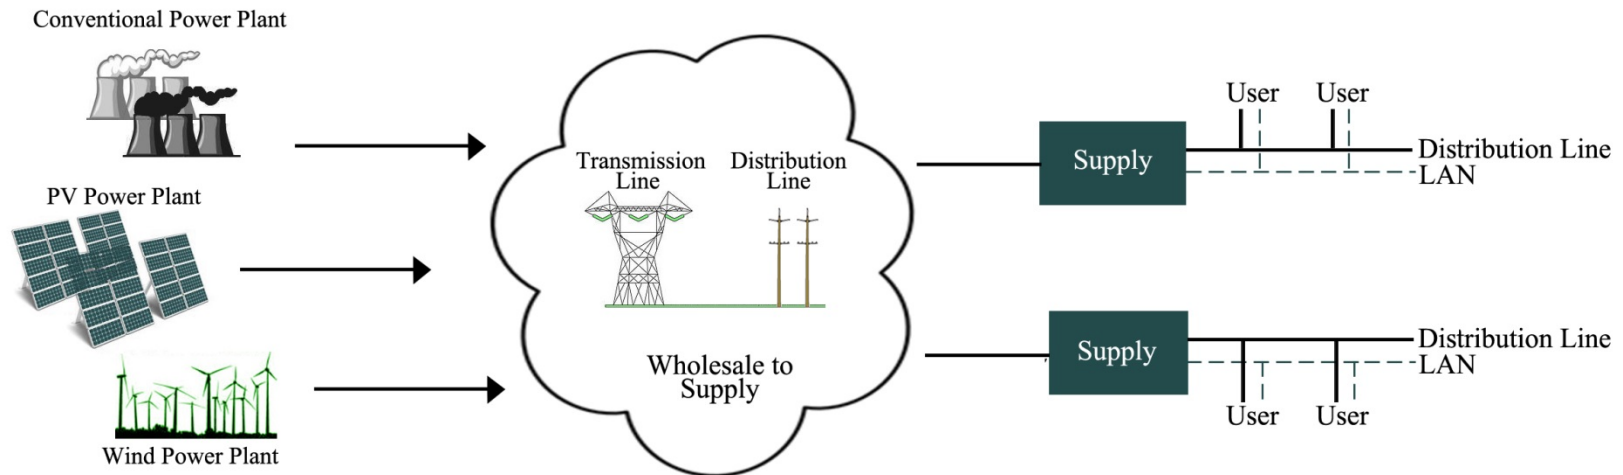 Conventional Power Plant
PV Power Plant
Wind Power Plant
Transmission
Line
Distribution
Line
Wholesale to
Supply
Supply
User
User
Distribution Line
LAN
Supply
Distribution Line
LAN
User
User